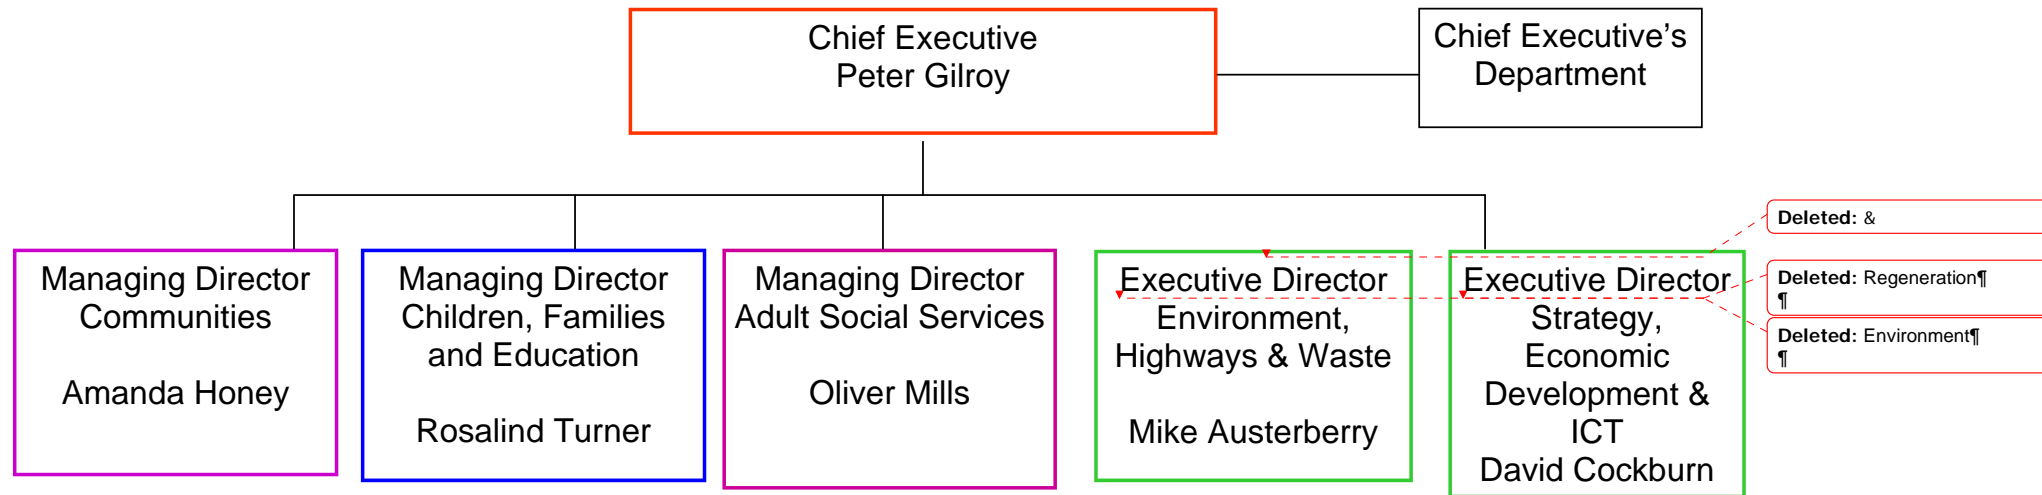 Chief Executive
Peter Gilroy
Chief Executive’s
Department
Managing Director
Communities
Amanda Honey
Managing Director
Children, Families
and Education
Rosalind Turner
Managing Director
Adult Social Services
Oliver Mills
Executive Director
Environment,
Highways & Waste
Mike Austerberry
Executive Director
Strategy,
Economic
Development &
ICT
David Cockburn
Deleted: &
Deleted: Regeneration¶
¶
Deleted: Environment¶
¶